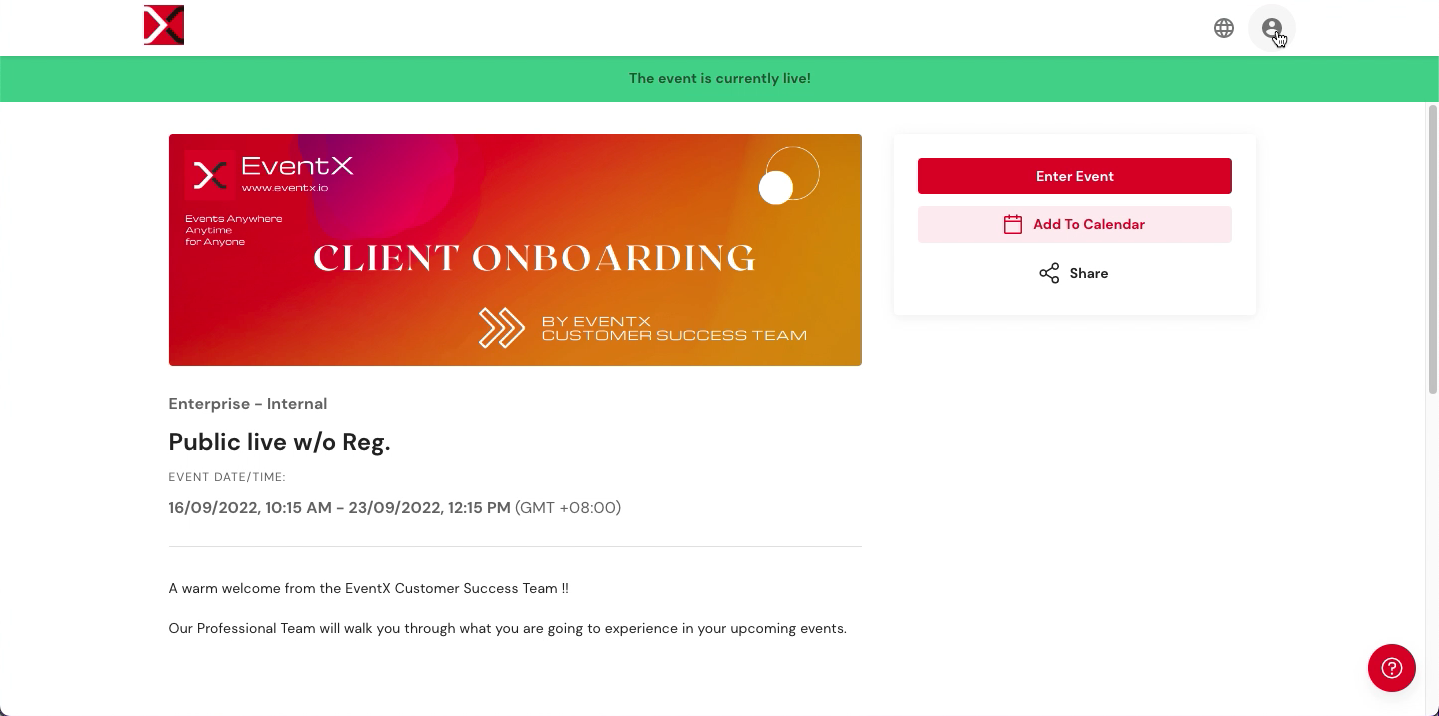 The event is currently live!
EventX
www.eventx.io
Events Anywhere
Anytime
for Anyone
CLIENT ONBOARDING
BY EVENTX
CUSTOMER SUCCESS TEAM
Enter Event
Add To Calendar
Share
Enterprise - Internal
Public live w/o Reg.
EVENT DATE/TIME:
16/09/2022, 10:15 AM - 23/09/2022, 12:15 PM (GMT +08:00)
A warm welcome from the EventX Customer Success Team !!
Our Professional Team will walk you through what you are going to experience in your upcoming events.